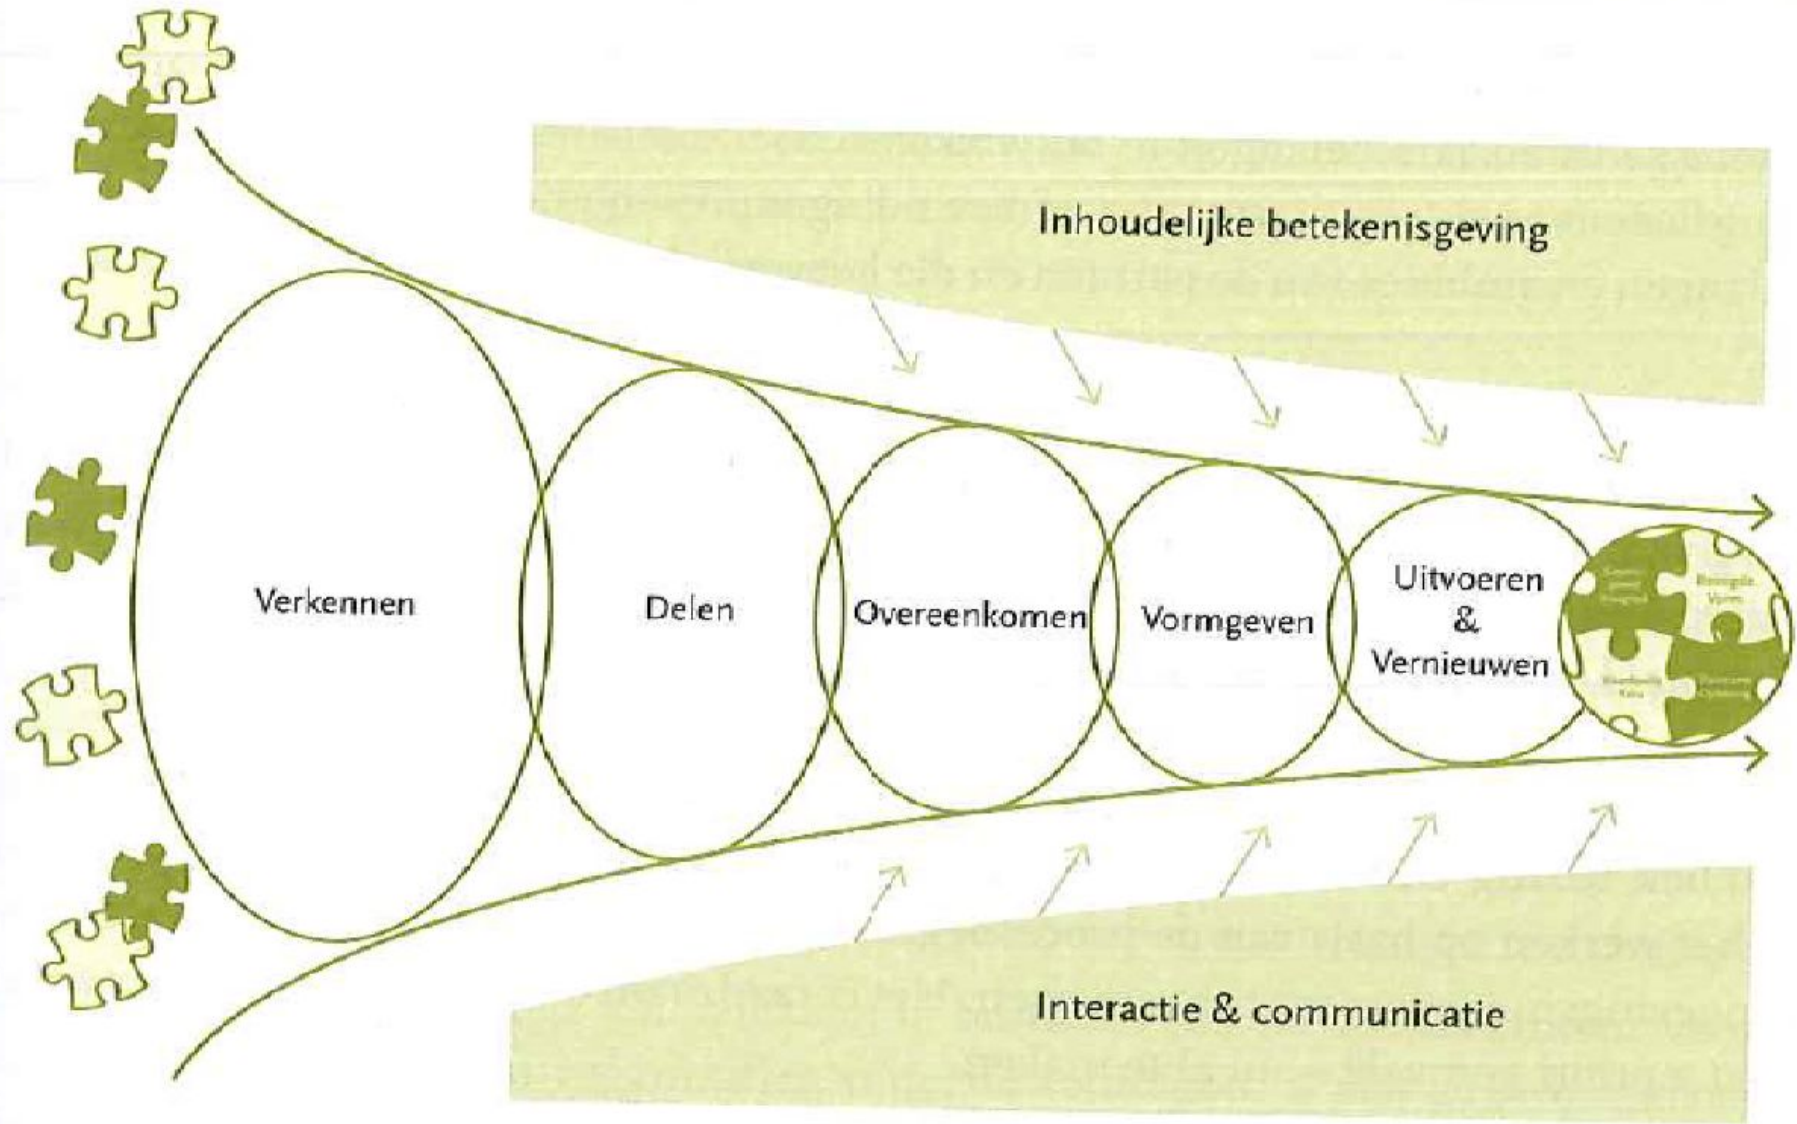 Inhoudelijke betekenisgeving
Verkennen
Delen
Overeenkomen
Vormgeven
Uitvoeren
&
Vernieuwen
Interactie & communicatie